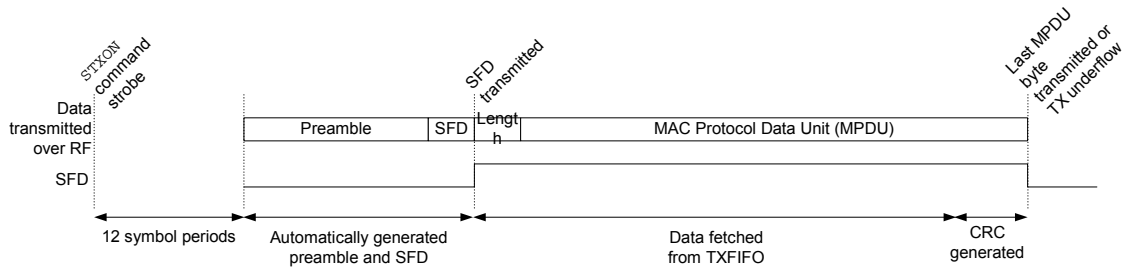 STXON
command
strobe
SFD
transmitted
Last MPDU
byte
transmitted or
TX underflow
Data
transmitted
over RF
Preamble
SFD
Lengt
h
MAC Protocol Data Unit (MPDU)
SFD
12 symbol periods
Automatically generated
preamble and SFD
Data fetched
from TXFIFO
CRC
generated